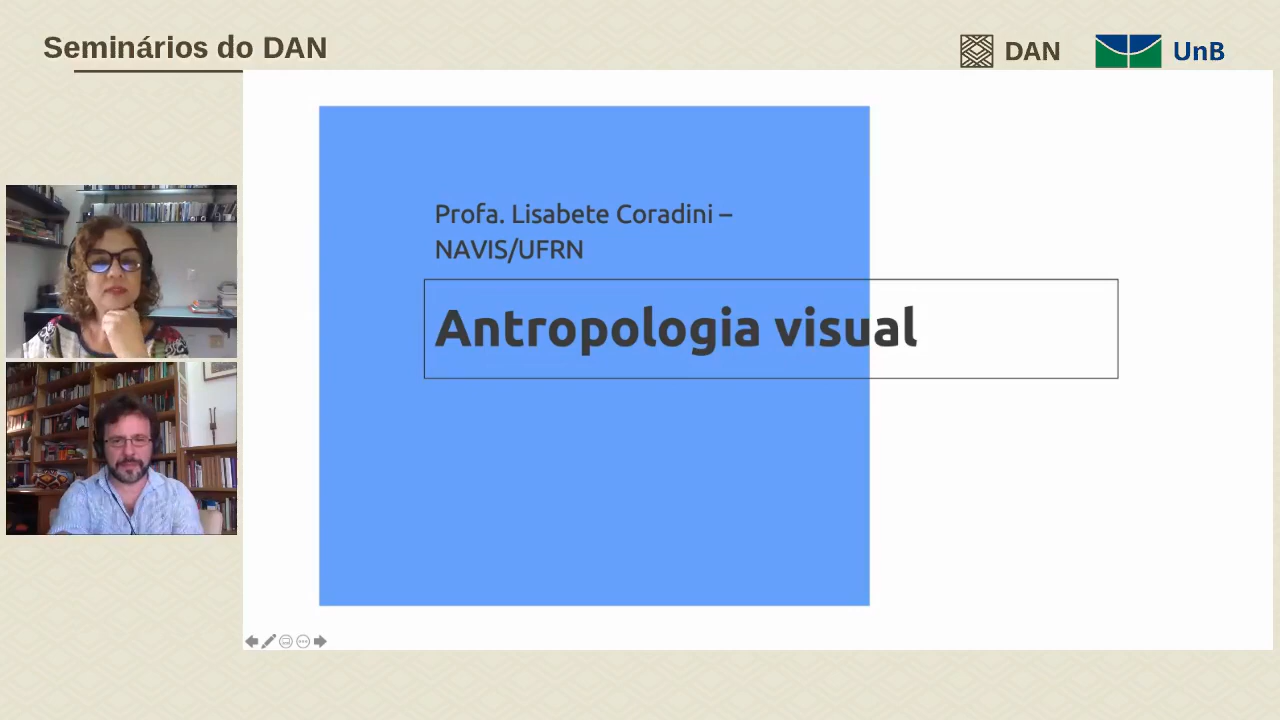 Seminários do DAN
DAN
UnB
Profa. Lisabete Coradini –
NAVIS/UFRN
Antropologia visual